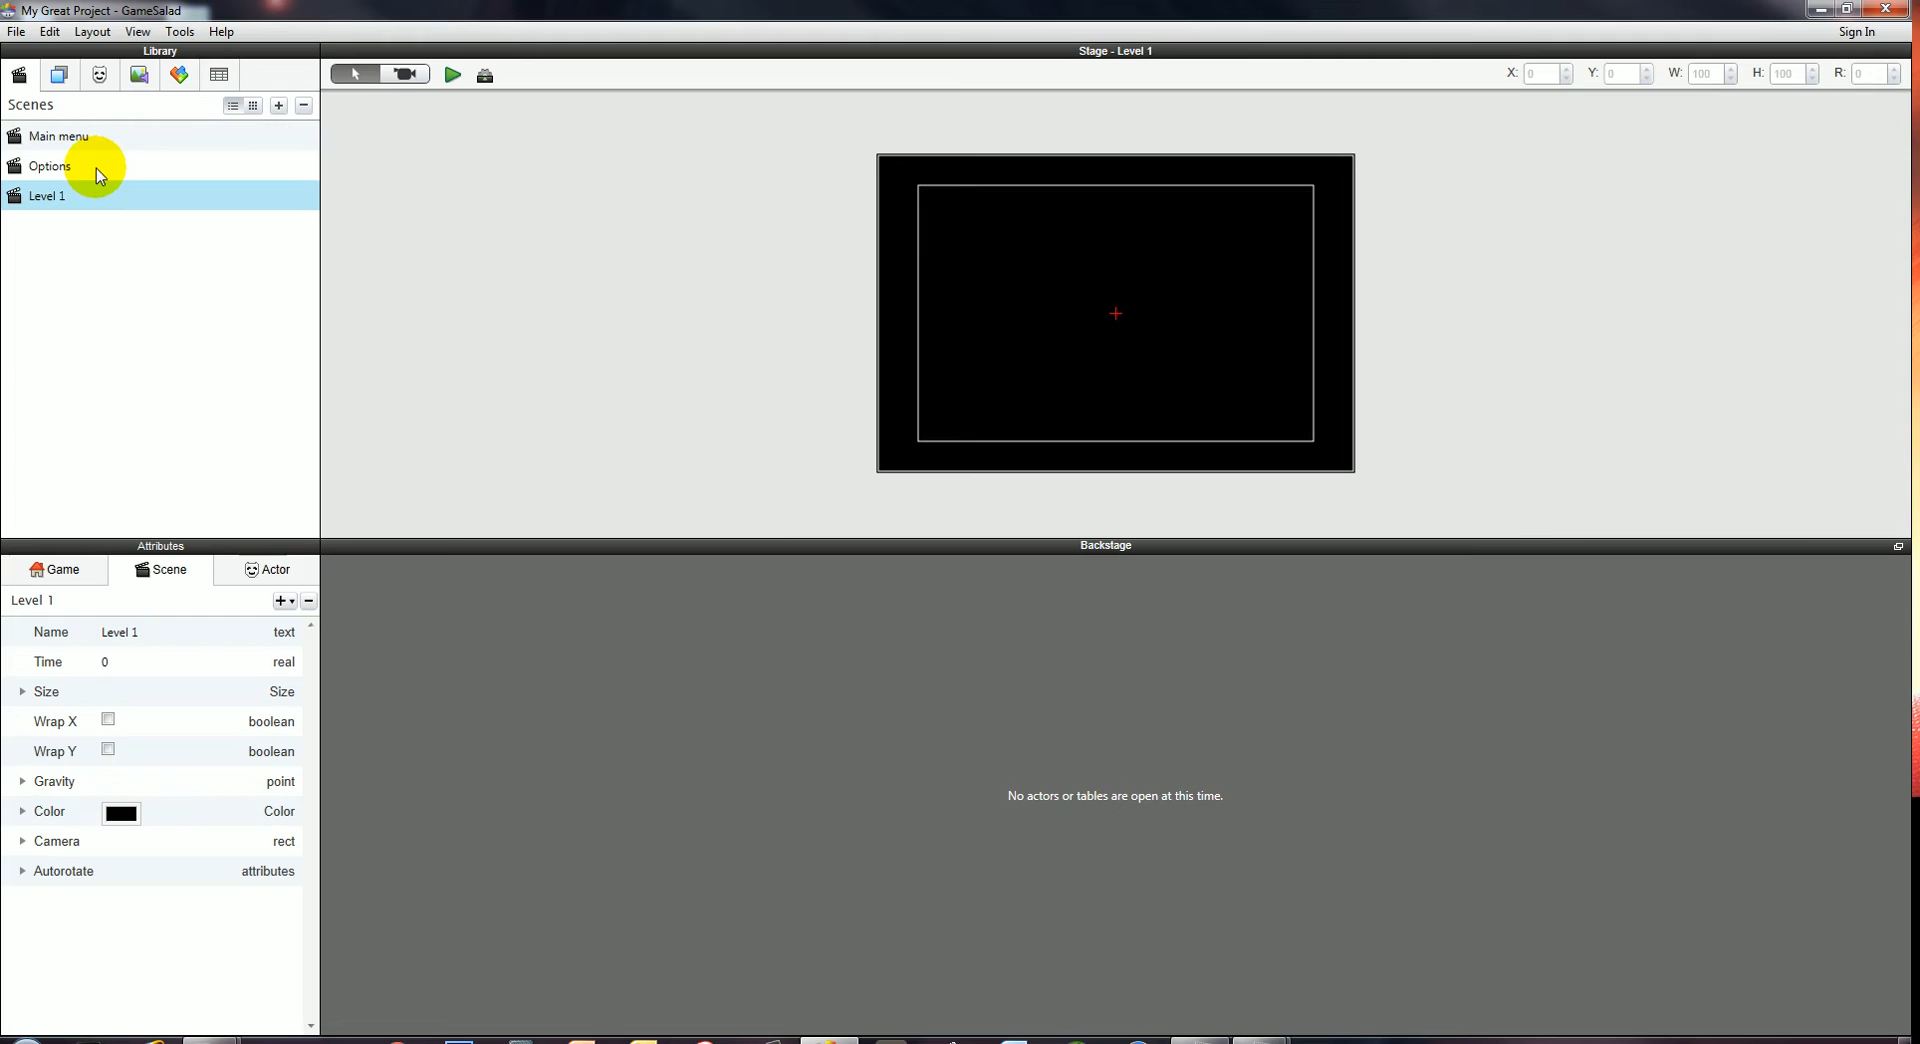 My Great Project - GameSalad
File Edit Layout View Tools Help Sign In
Library
Stage - Level 1
X: 0 Y: 0 W: 100 H: 100 R: 0
Scenes
Main menu
Options
Level 1
Attributes
Backstage
Game Scene Actor
Level 1
Name Level 1 text
Time 0 real
Size Size
Wrap X boolean
Wrap Y boolean
Gravity point
Color Color
Camera rect
Autorotate attributes
No actors or tables are open at this time.